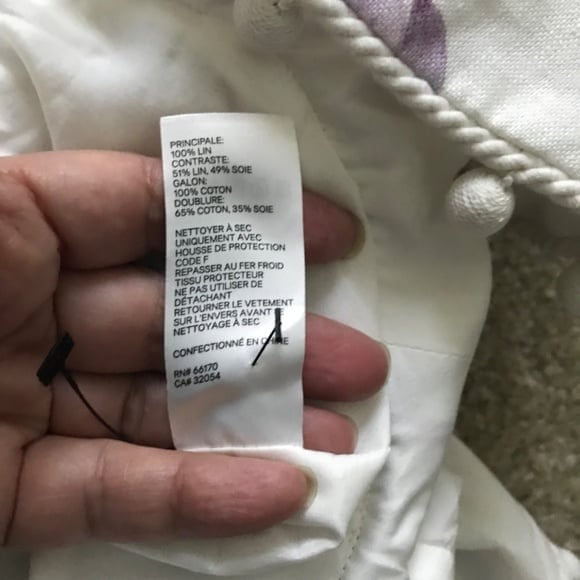 PRINCIPALE:
100% LIN
CONTRASTE:
51% LIN, 49% SOIE
GALON:
100% COTON
DOUBLURE:
65% COTON, 35% SOIE
NETTOYER À SEC
UNIQUEMENT AVEC
HOUSSE DE PROTECTION
CODE F
REPASSER AU FER FROID
TISSU PROTECTEUR
NE PAS UTILISER DE
DÉTACHANT
RETOURNER LE VETEMENT
SUR L'ENVERS AVANT LE
NETTOYAGE À SEC
CONFECTIONNÉ EN CHINE
RN# 66170
CA# 32054